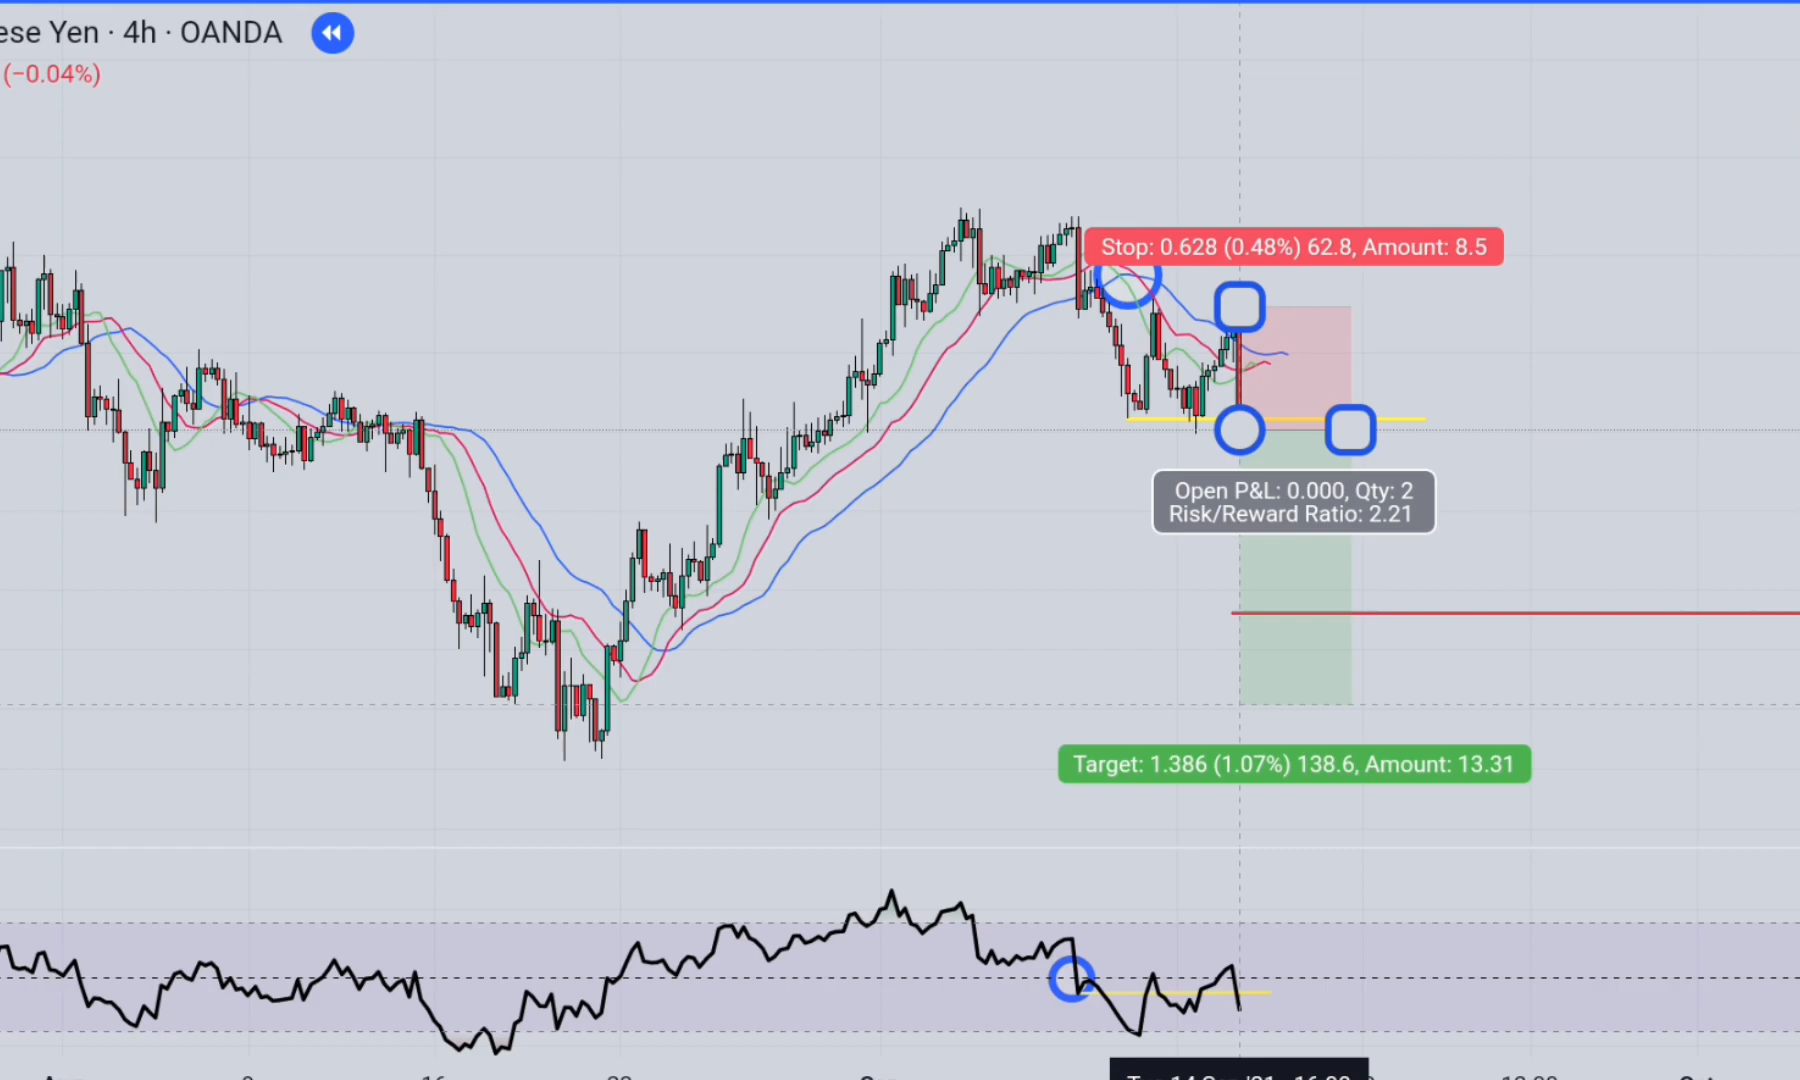 ese Yen · 4h · OANDA
(−0.04%)
Stop: 0.628 (0.48%) 62.8, Amount: 8.5
Open P&L: 0.000, Qty: 2
Risk/Reward Ratio: 2.21
Target: 1.386 (1.07%) 138.6, Amount: 13.31